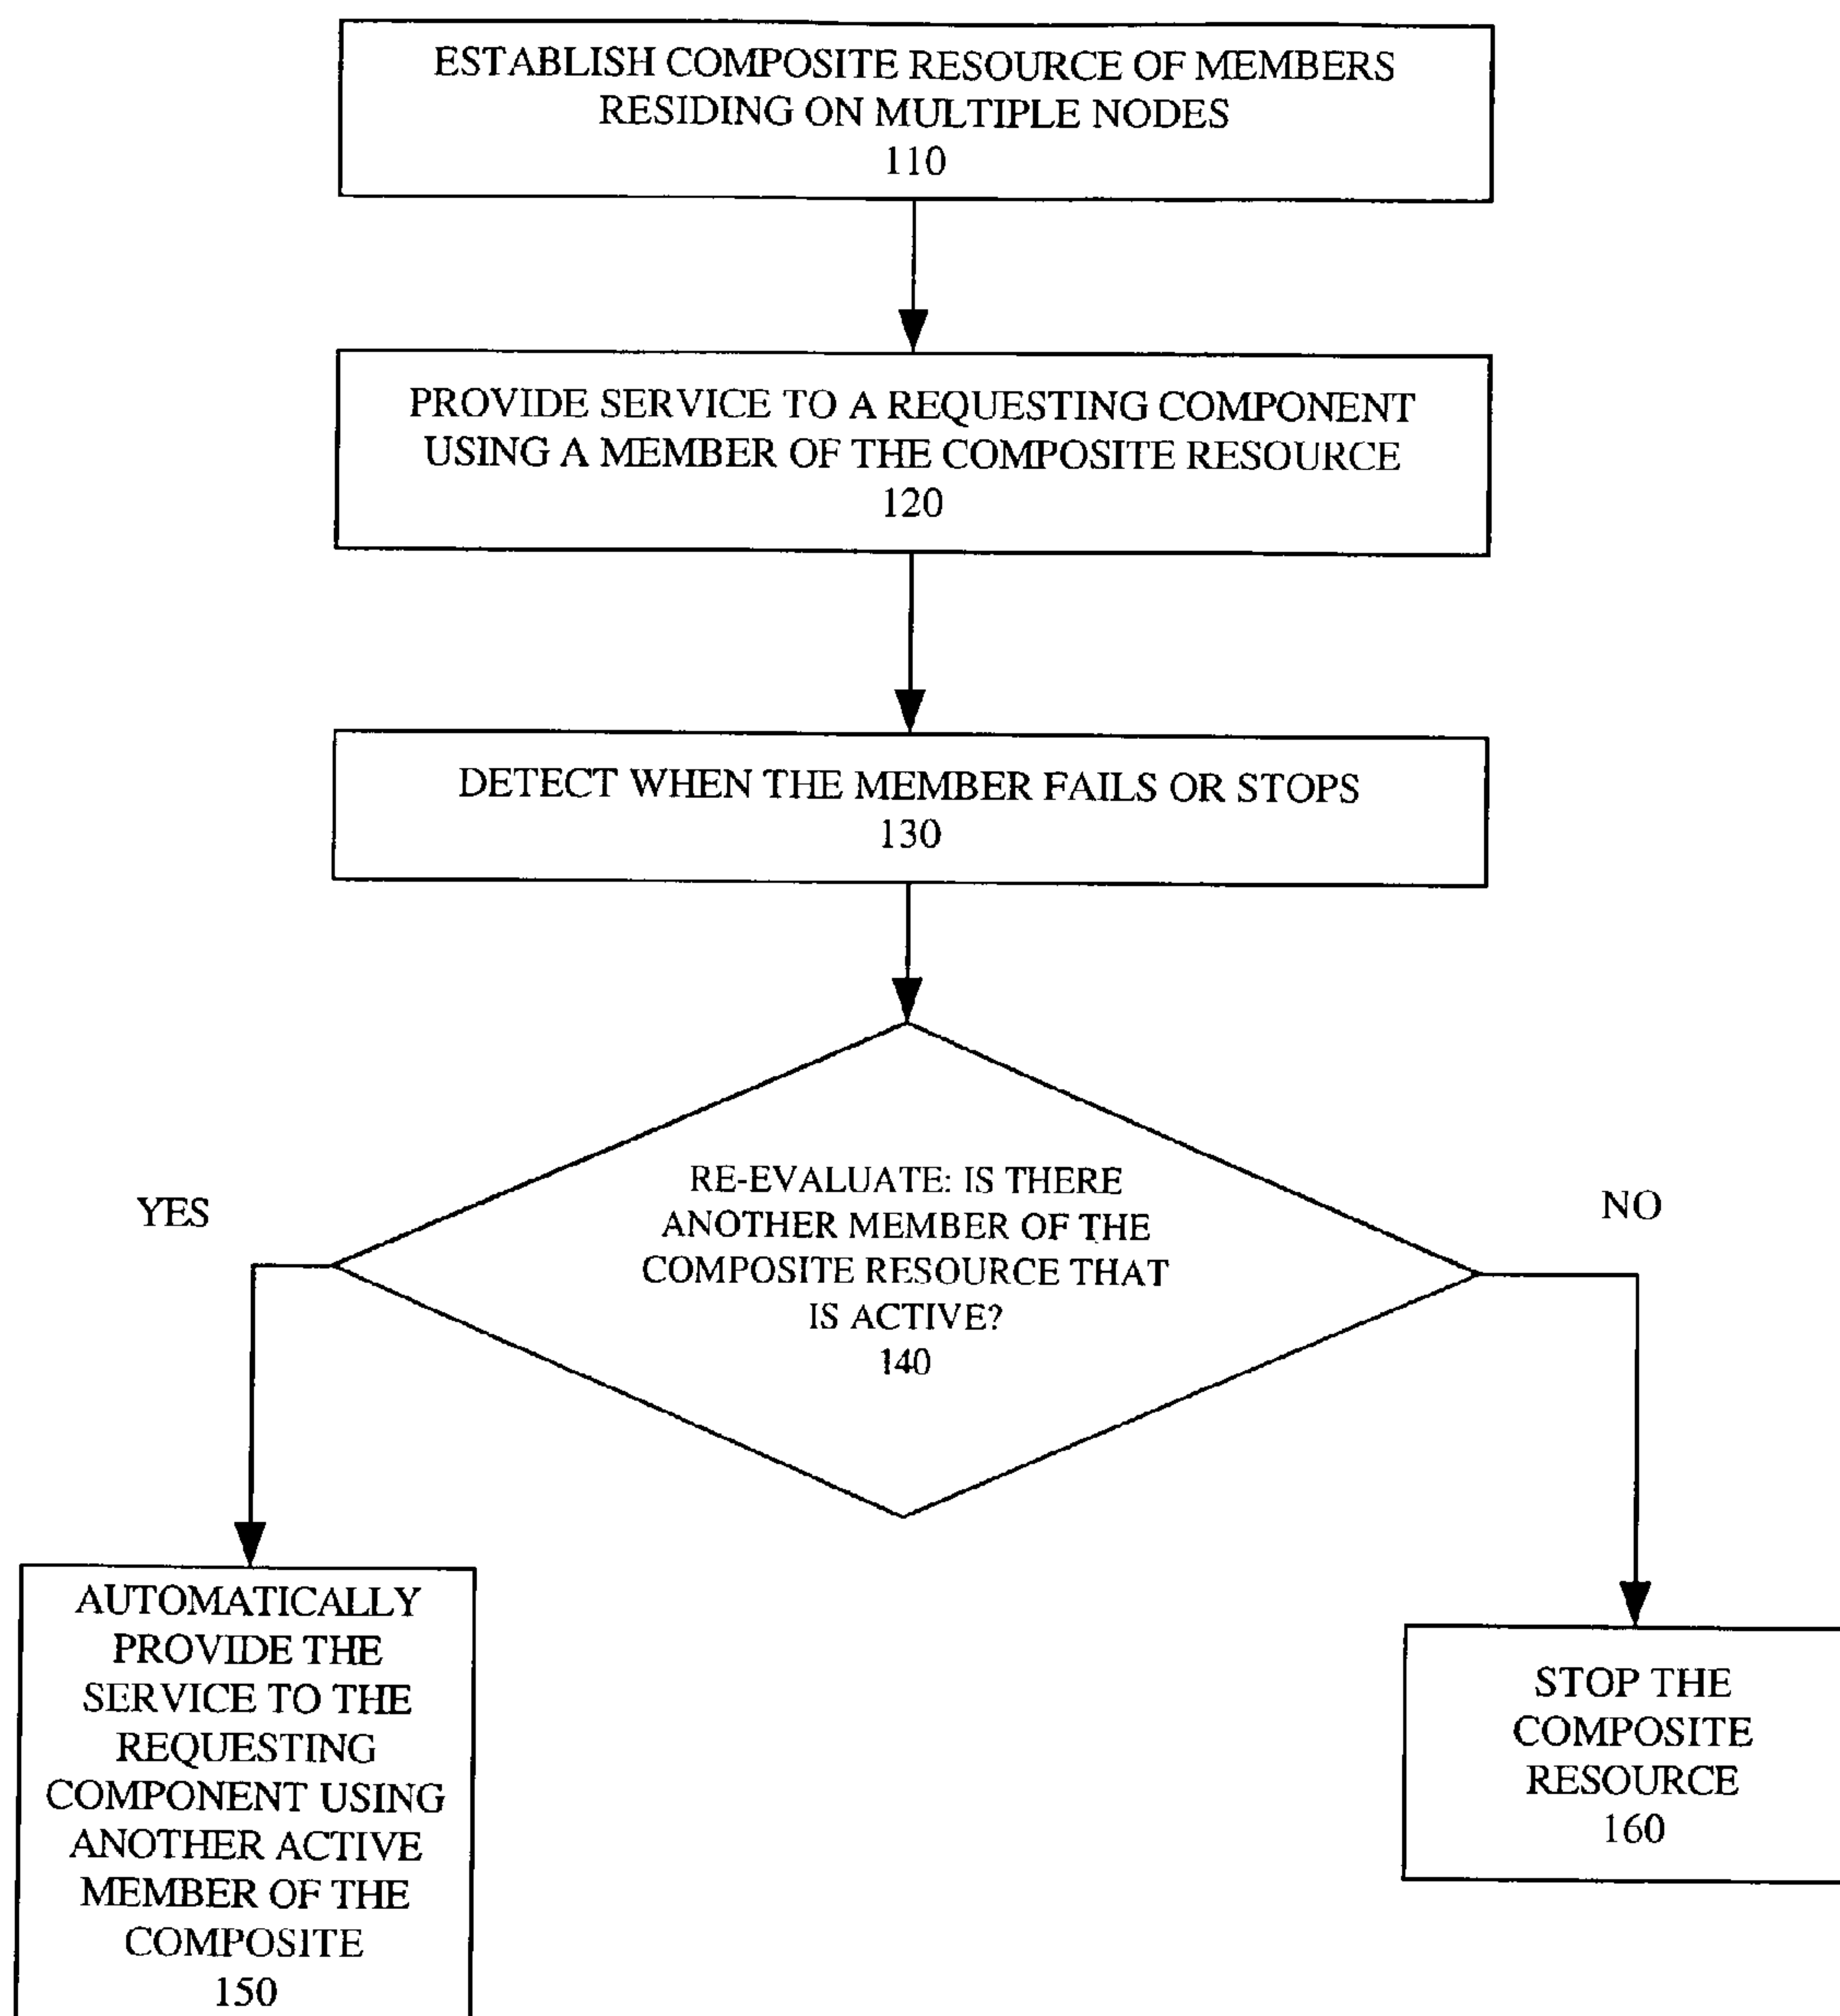 ESTABLISH COMPOSITE RESOURCE OF MEMBERS
RESIDING ON MULTIPLE NODES
110
PROVIDE SERVICE TO A REQUESTING COMPONENT
USING A MEMBER OF THE COMPOSITE RESOURCE
120
DETECT WHEN THE MEMBER FAILS OR STOPS
130
RE-EVALUATE: IS THERE
ANOTHER MEMBER OF THE
COMPOSITE RESOURCE THAT
IS ACTIVE?
140
YES
NO
AUTOMATICALLY
PROVIDE THE
SERVICE TO THE
REQUESTING
COMPONENT USING
ANOTHER ACTIVE
MEMBER OF THE
COMPOSITE
150
STOP THE
COMPOSITE
RESOURCE
160